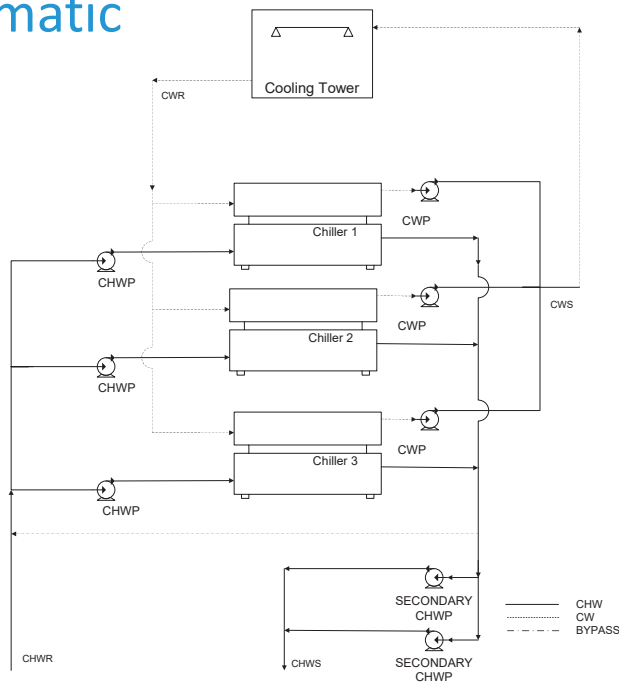 matic
Cooling Tower
CWR
CWP
Chiller 1
CHWP
CWS
CWP
Chiller 2
CHWP
CWP
Chiller 3
CHWP
SECONDARY
CHWP
CHW
CW
BYPASS
CHWR
CHWS
SECONDARY
CHWP